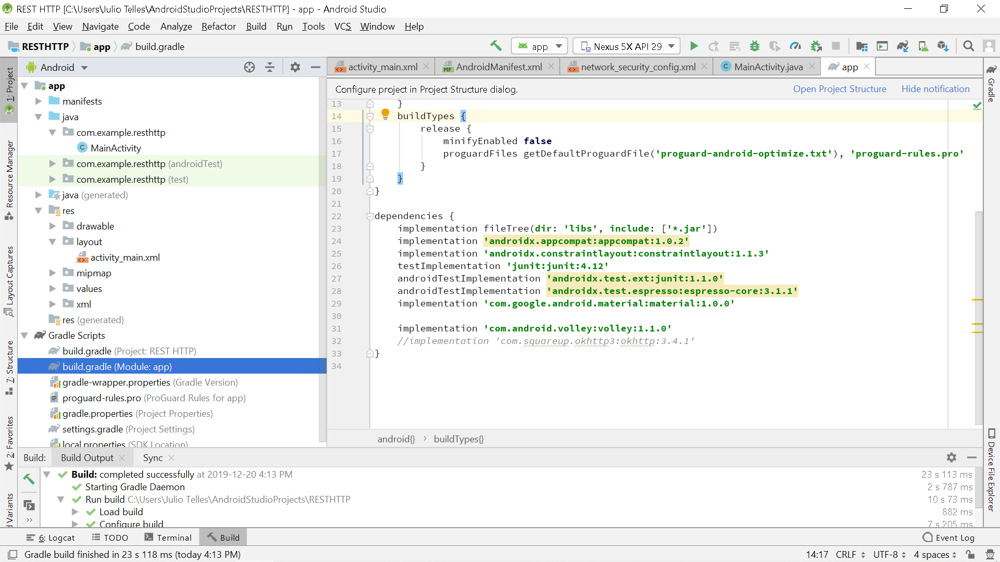 REST HTTP [C:\Users\Julio Telles\AndroidStudioProjects\RESTHTTP] - app - Android Studio
File Edit View Navigate Code Analyze Refactor Build Run Tools VCS Window Help
RESTHTTP app build.gradle
app Nexus 5X API 29
Android
activity_main.xml AndroidManifest.xml network_security_config.xml MainActivity.java app
Configure project in Project Structure dialog. Open Project Structure Hide notification
1: Project
Resource Manager
Layout Captures
7: Structure
2: Favorites
d Variants
app
manifests
java
com.example.resthttp
MainActivity
com.example.resthttp (androidTest)
com.example.resthttp (test)
java (generated)
res
drawable
layout
activity_main.xml
mipmap
values
xml
res (generated)
Gradle Scripts
build.gradle (Project: REST HTTP)
build.gradle (Module: app)
gradle-wrapper.properties (Gradle Version)
proguard-rules.pro (ProGuard Rules for app)
gradle.properties (Project Properties)
settings.gradle (Project Settings)
local.properties (SDK Location)
13 }
14 buildTypes {
15 release {
16 minifyEnabled false
17 proguardFiles getDefaultProguardFile('proguard-android-optimize.txt'), 'proguard-rules.pro'
18 }
19 }
20 }
21
22 dependencies {
23 implementation fileTree(dir: 'libs', include: ['*.jar'])
24 implementation 'androidx.appcompat:appcompat:1.0.2'
25 implementation 'androidx.constraintlayout:constraintlayout:1.1.3'
26 testImplementation 'junit:junit:4.12'
27 androidTestImplementation 'androidx.test.ext:junit:1.1.0'
28 androidTestImplementation 'androidx.test.espresso:espresso-core:3.1.1'
29 implementation 'com.google.android.material:material:1.0.0'
30
31 implementation 'com.android.volley:volley:1.1.0'
32 //implementation 'com.squareup.okhttp3:okhttp:3.4.1'
33 }
34
android{} › buildTypes{}
Gradle
Device File Explorer
Build: Build Output Sync
Build: completed successfully at 2019-12-20 4:13 PM 23 s 113 ms
Starting Gradle Daemon 2 s 787 ms
Run build C:\Users\Julio Telles\AndroidStudioProjects\RESTHTTP 10 s 73 ms
Load build 882 ms
Configure build 7 s 205 ms
6: Logcat TODO Terminal Build Event Log
Gradle build finished in 23 s 118 ms (today 4:13 PM) 14:17 CRLF UTF-8 4 spaces